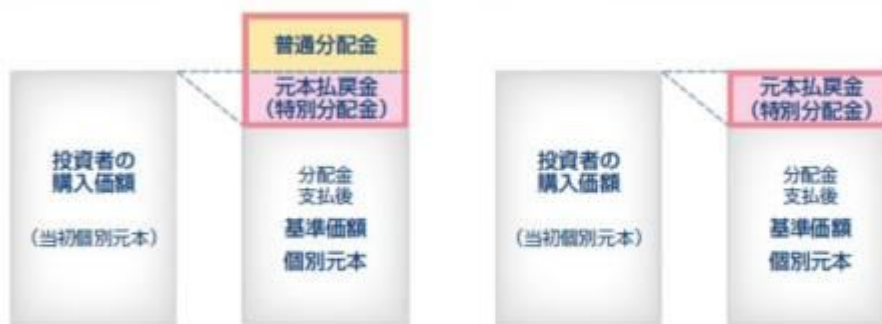 普通分配金
元本払戻金
(特別分配金)
投資者の
購入価額
(当初個別元本)
分配金
支払後
基準価額
個別元本
元本払戻金
(特別分配金)
投資者の
購入価額
(当初個別元本)
分配金
支払後
基準価額
個別元本